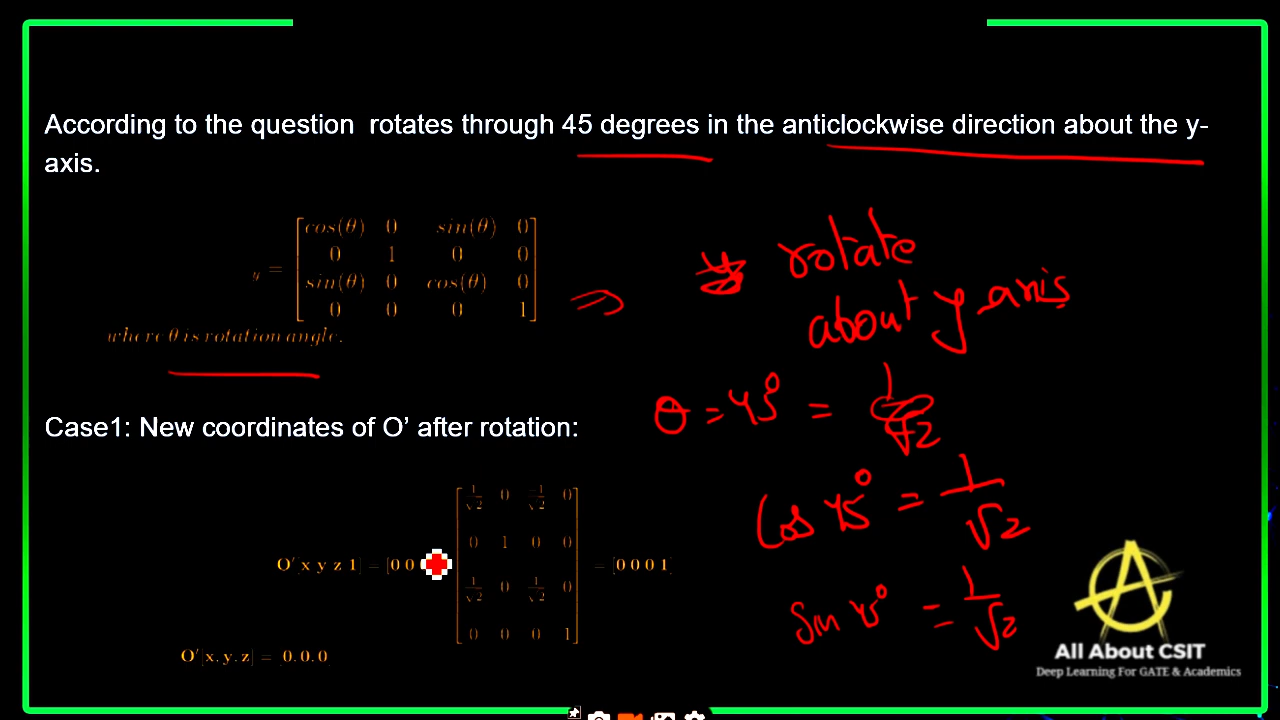 According to the question rotates through 45 degrees in the anticlockwise direction about the y-
axis.
y = [cos(θ) 0 sin(θ) 0
0 1 0 0
sin(θ) 0 cos(θ) 0
0 0 0 1]
where θ is rotation angle.
⇒ rotate
about y axis
θ = 45° = 1/√2
Case1: New coordinates of O’ after rotation:
Cos 45° = 1/√2
O'[x y z 1] = [0 0
1/√2 0 -1/√2 0
0 1 0 0
1/√2 0 1/√2 0
0 0 0 1
= [0 0 0 1]
Sin 45° = 1/√2
O'[x, y, z] = [0, 0, 0]
All About CSIT
Deep Learning For GATE & Academics